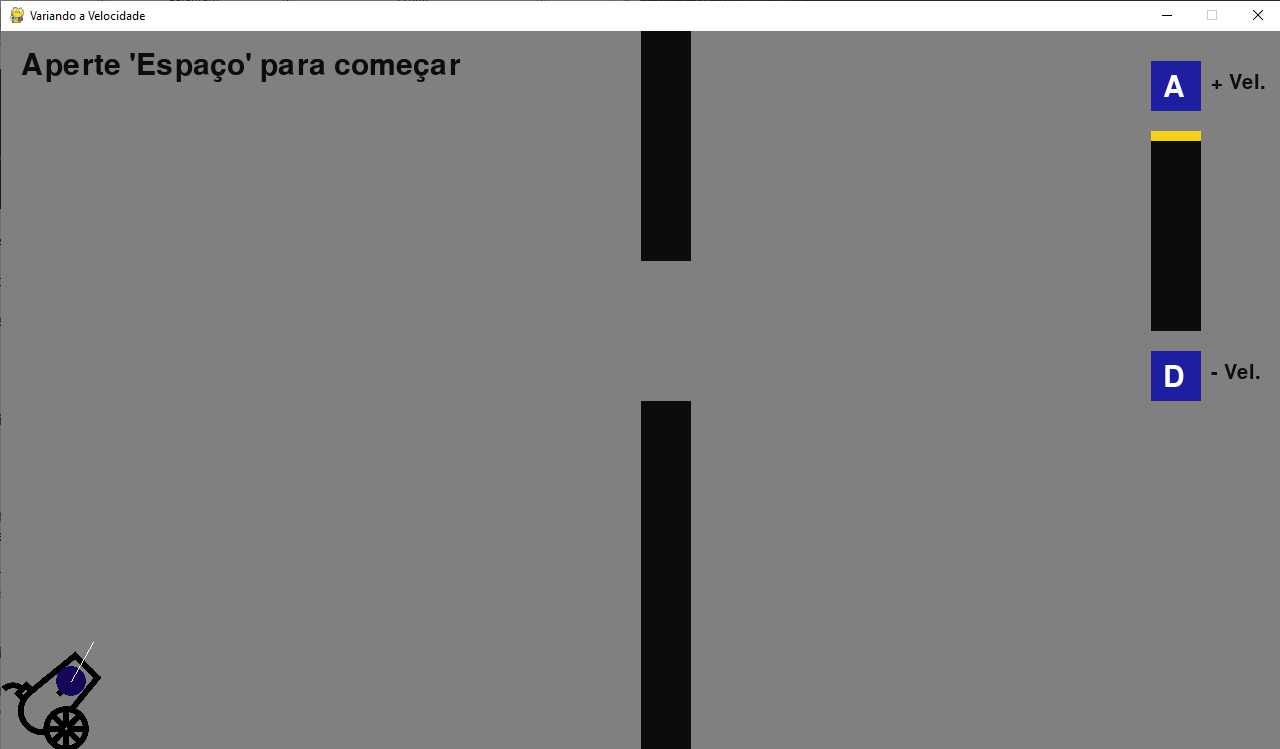 Variando a Velocidade
Aperte 'Espaço' para começar
A + Vel.
D - Vel.